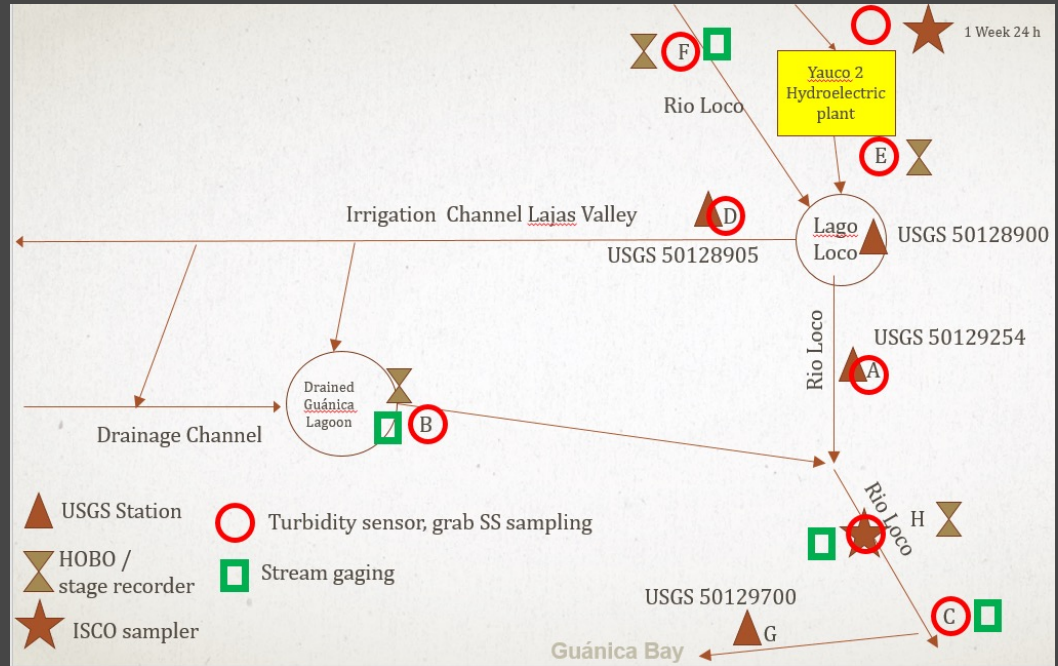 1 Week 24 h
F
Yauco 2
Hydroelectric
plant
Rio Loco
E
Irrigation Channel Lajas Valley
D
Lago
Loco
USGS 50128900
USGS 50128905
Rio Loco
USGS 50129254
A
Drained
Guánica
Lagoon
B
Drainage Channel
Rio Loco
H
USGS Station
Turbidity sensor, grab SS sampling
HOBO /
stage recorder
Stream gaging
ISCO sampler
USGS 50129700
G
C
Guánica Bay